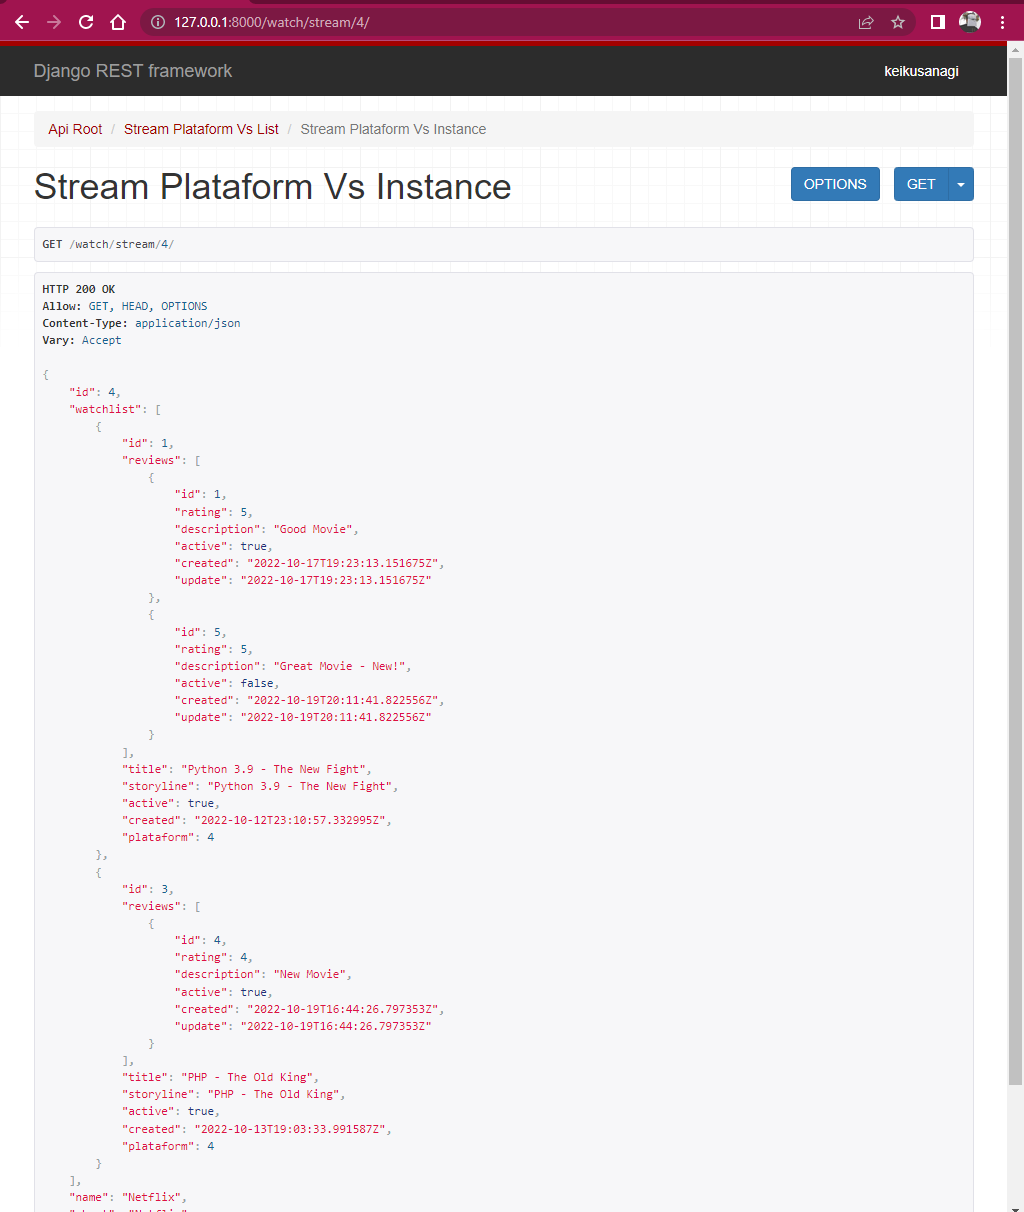 127.0.0.1:8000/watch/stream/4/
Django REST framework
keikusanagi
Api Root / Stream Plataform Vs List / Stream Plataform Vs Instance
Stream Plataform Vs Instance
OPTIONS
GET
GET /watch/stream/4/
HTTP 200 OK
Allow: GET, HEAD, OPTIONS
Content-Type: application/json
Vary: Accept
{
"id": 4,
"watchlist": [
{
"id": 1,
"reviews": [
{
"id": 1,
"rating": 5,
"description": "Good Movie",
"active": true,
"created": "2022-10-17T19:23:13.151675Z",
"update": "2022-10-17T19:23:13.151675Z"
},
{
"id": 5,
"rating": 5,
"description": "Great Movie - New!",
"active": false,
"created": "2022-10-19T20:11:41.822556Z",
"update": "2022-10-19T20:11:41.822556Z"
}
],
"title": "Python 3.9 - The New Fight",
"storyline": "Python 3.9 - The New Fight",
"active": true,
"created": "2022-10-12T23:10:57.332995Z",
"plataform": 4
},
{
"id": 3,
"reviews": [
{
"id": 4,
"rating": 4,
"description": "New Movie",
"active": true,
"created": "2022-10-19T16:44:26.797353Z",
"update": "2022-10-19T16:44:26.797353Z"
}
],
"title": "PHP - The Old King",
"storyline": "PHP - The Old King",
"active": true,
"created": "2022-10-13T19:03:33.991587Z",
"plataform": 4
}
],
"name": "Netflix",